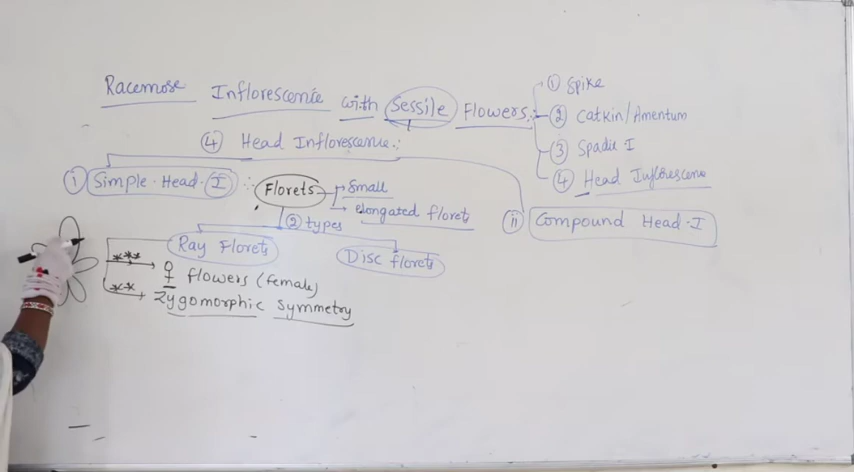 Racemose Inflorescence with Sessile Flowers:
① Spike
② Catkin/Amentum
③ Spadix I
④ Head Inflorescence
④ Head Inflorescence:
ⓘ Simple Head (I) ∴ Florets → Small
→ elongated florets
② types
ⅱ Compound Head-I
Ray Florets
Disc florets
*** → ♀ flowers (female)
** → Zygomorphic Symmetry